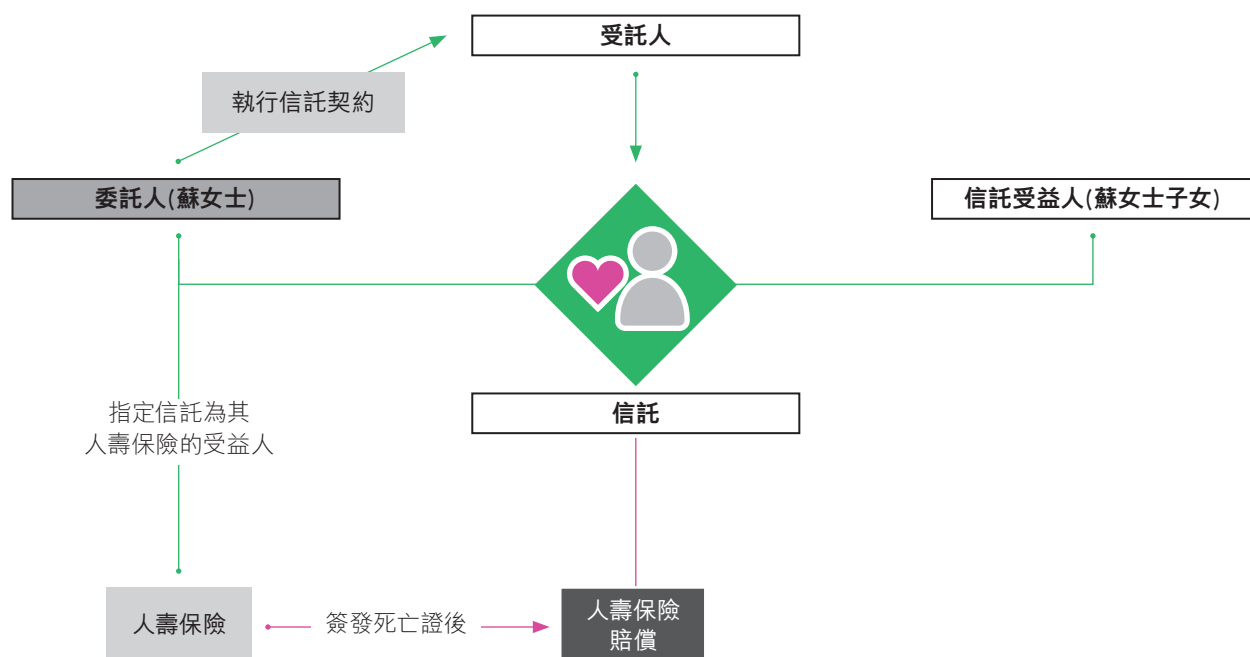 受託人
執行信託契約
委託人(蘇女士)
信託受益人(蘇女士子女)
信託
指定信託為其
人壽保險的受益人
人壽保險
簽發死亡證後
人壽保險
賠償